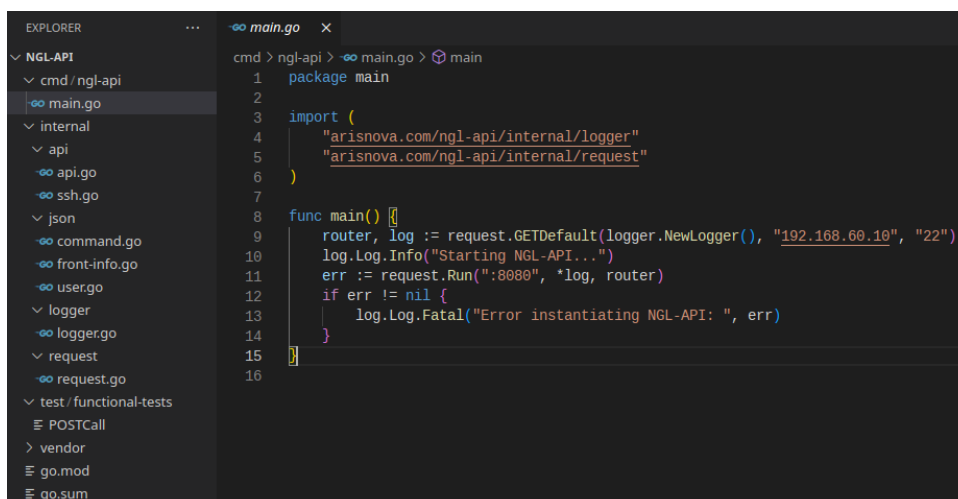 EXPLORER ...
NGL-API
cmd/ngl-api
main.go
internal
api
api.go
ssh.go
json
command.go
front-info.go
user.go
logger
logger.go
request
request.go
test/functional-tests
POSTCall
vendor
go.mod
go.sum
main.go ×
cmd > ngl-api > main.go > main
1 package main
2
3 import (
4     "arisnova.com/ngl-api/internal/logger"
5     "arisnova.com/ngl-api/internal/request"
6 )
7
8 func main() {
9     router, log := request.GETDefault(logger.NewLogger(), "192.168.60.10", "22")
10     log.Log.Info("Starting NGL-API...")
11     err := request.Run(":8080", *log, router)
12     if err != nil {
13         log.Log.Fatal("Error instantiating NGL-API: ", err)
14     }
15 }
16